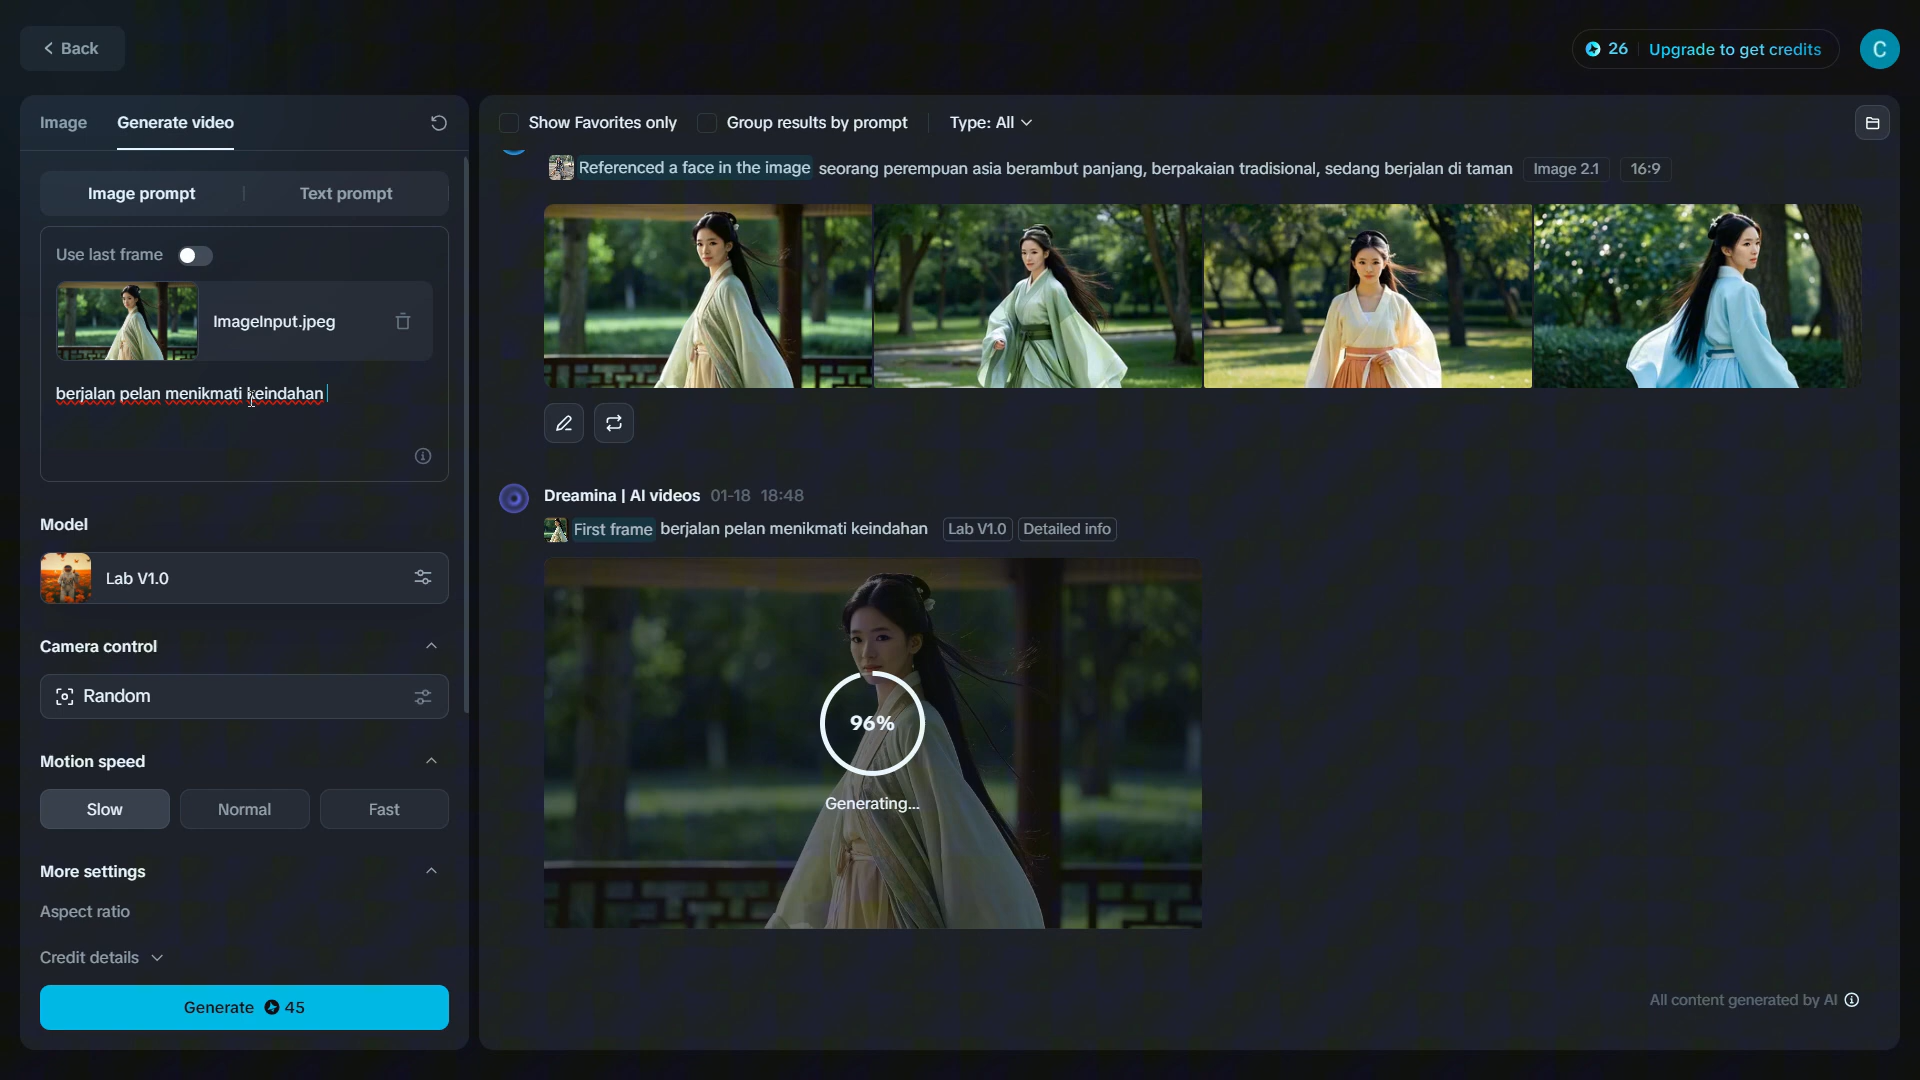 Back
26
Upgrade to get credits
C
Image
Generate video
Image prompt
Text prompt
Use last frame
ImageInput.jpeg
berjalan pelan menikmati keindahan
Model
Lab V1.0
Camera control
Random
Motion speed
Slow
Normal
Fast
More settings
Aspect ratio
Credit details
Generate 45
Show Favorites only
Group results by prompt
Type: All
Referenced a face in the image seorang perempuan asia berambut panjang, berpakaian tradisional, sedang berjalan di taman Image 2.1 16:9
Dreamina | AI videos 01-18 18:48
First frame berjalan pelan menikmati keindahan Lab V1.0 Detailed info
96%
Generating...
All content generated by AI